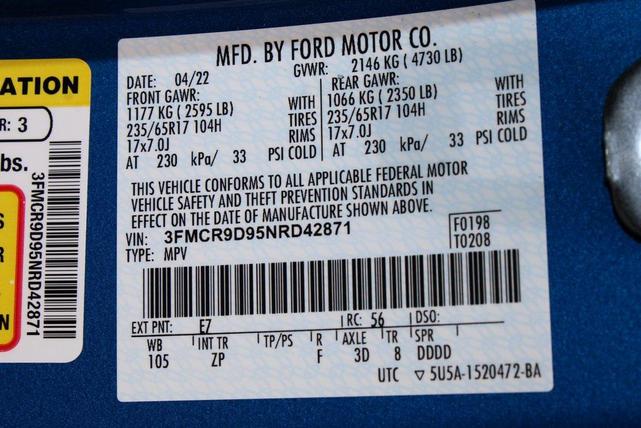 ATION
R: 3
bs.
S
R
N
3FMCR9D95NRD42871
MFD. BY FORD MOTOR CO.
DATE: 04/22 GVWR: 2146 KG ( 4730 LB)
FRONT GAWR: REAR GAWR:
1177 KG ( 2595 LB) WITH 1066 KG ( 2350 LB) WITH
235/65R17 104H TIRES 235/65R17 104H TIRES
17x7.0J RIMS 17x7.0J RIMS
AT 230 kPa/ 33 PSI COLD AT 230 kPa/ 33 PSI COLD
THIS VEHICLE CONFORMS TO ALL APPLICABLE FEDERAL MOTOR
VEHICLE SAFETY AND THEFT PREVENTION STANDARDS IN
EFFECT ON THE DATE OF MANUFACTURE SHOWN ABOVE.
VIN: 3FMCR9D95NRD42871 F0198
TYPE: MPV T0208
EXT PNT: E7 RC: 56 DSO:
WB INT TR TP/PS R AXLE TR SPR
105 ZP F 3D 8 DDDD
UTC ▽ 5U5A-1520472-BA